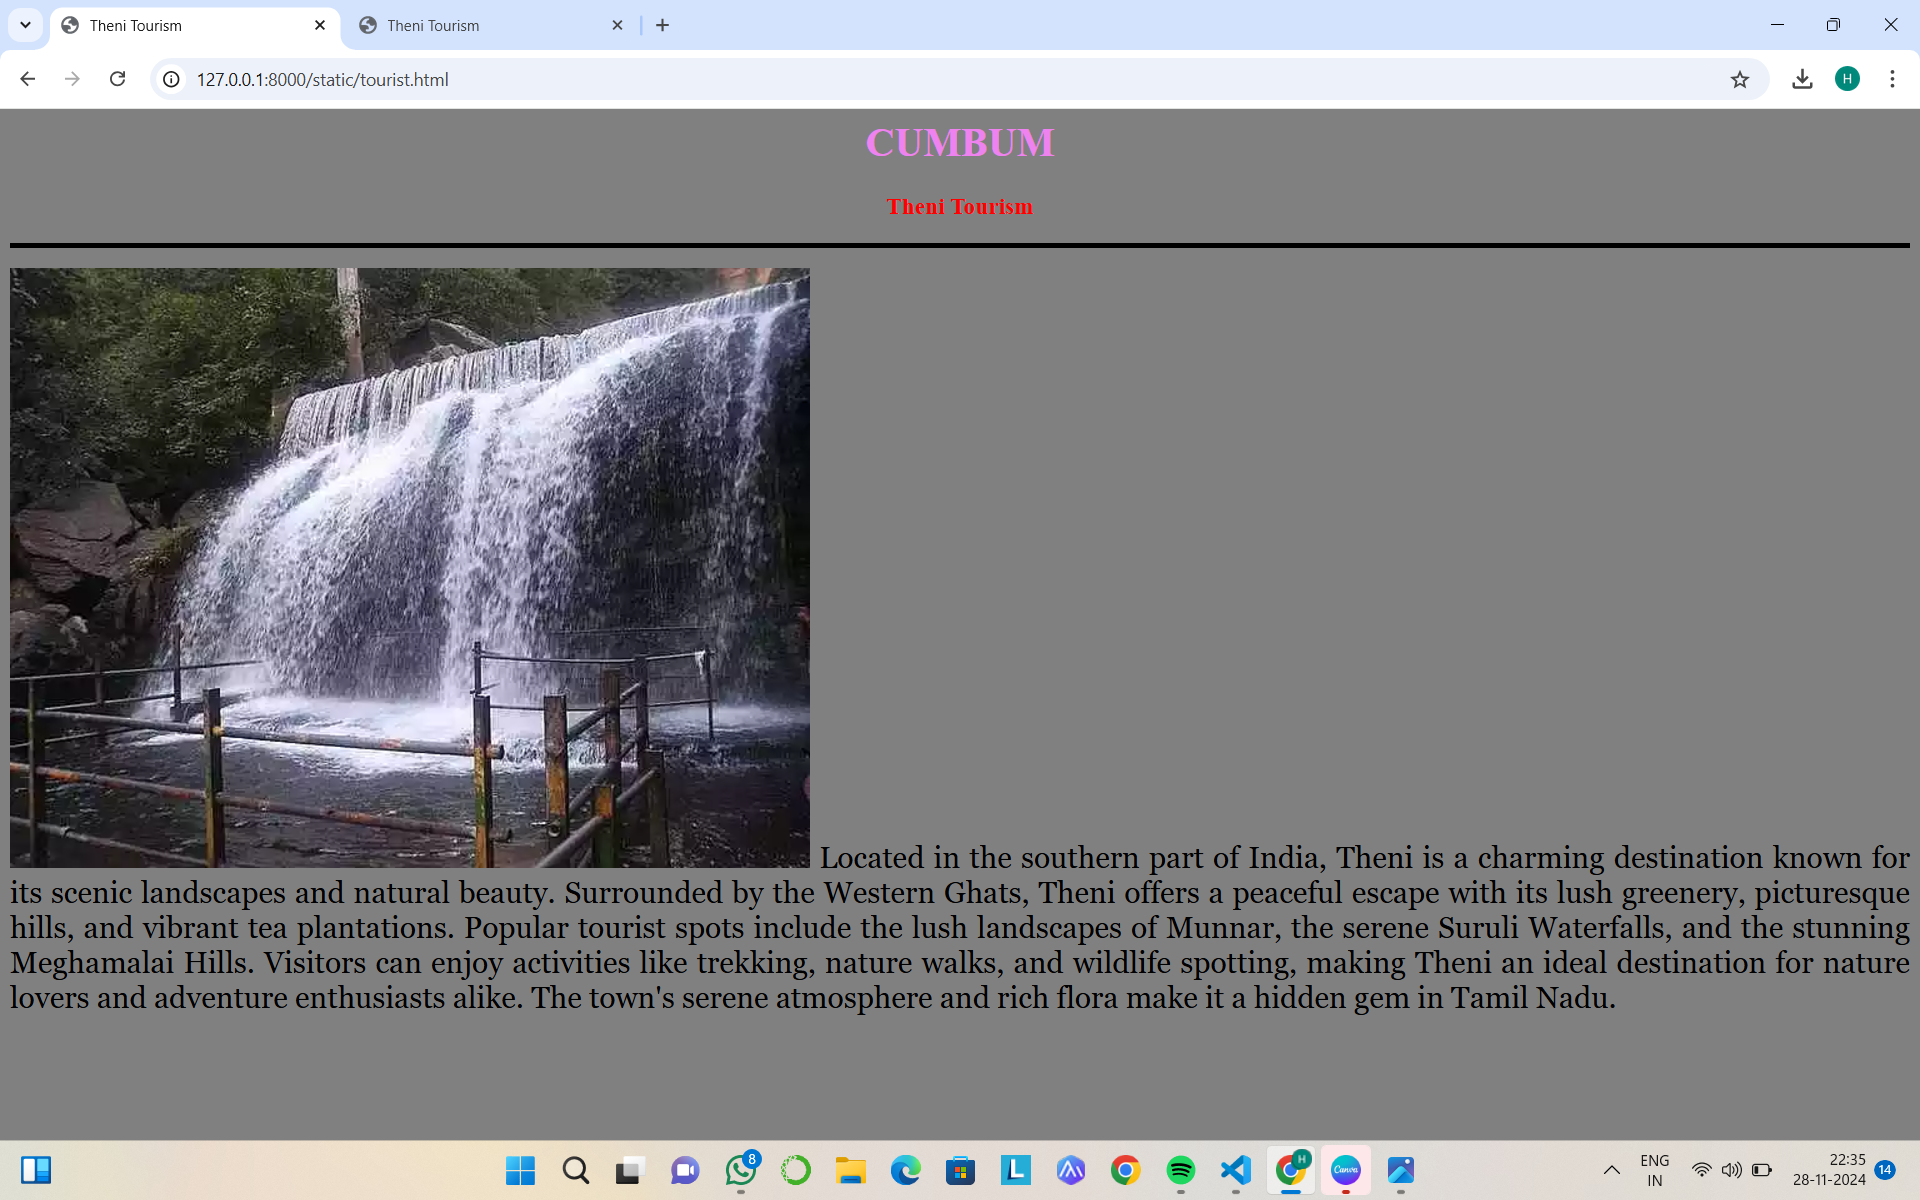 Theni Tourism
Theni Tourism
127.0.0.1:8000/static/tourist.html
H
CUMBUM
Theni Tourism
Located in the southern part of India, Theni is a charming destination known for
its scenic landscapes and natural beauty. Surrounded by the Western Ghats, Theni offers a peaceful escape with its lush greenery, picturesque
hills, and vibrant tea plantations. Popular tourist spots include the lush landscapes of Munnar, the serene Suruli Waterfalls, and the stunning
Meghamalai Hills. Visitors can enjoy activities like trekking, nature walks, and wildlife spotting, making Theni an ideal destination for nature
lovers and adventure enthusiasts alike. The town's serene atmosphere and rich flora make it a hidden gem in Tamil Nadu.
8
L
H
Canva
ENG
IN
22:35
28-11-2024
14